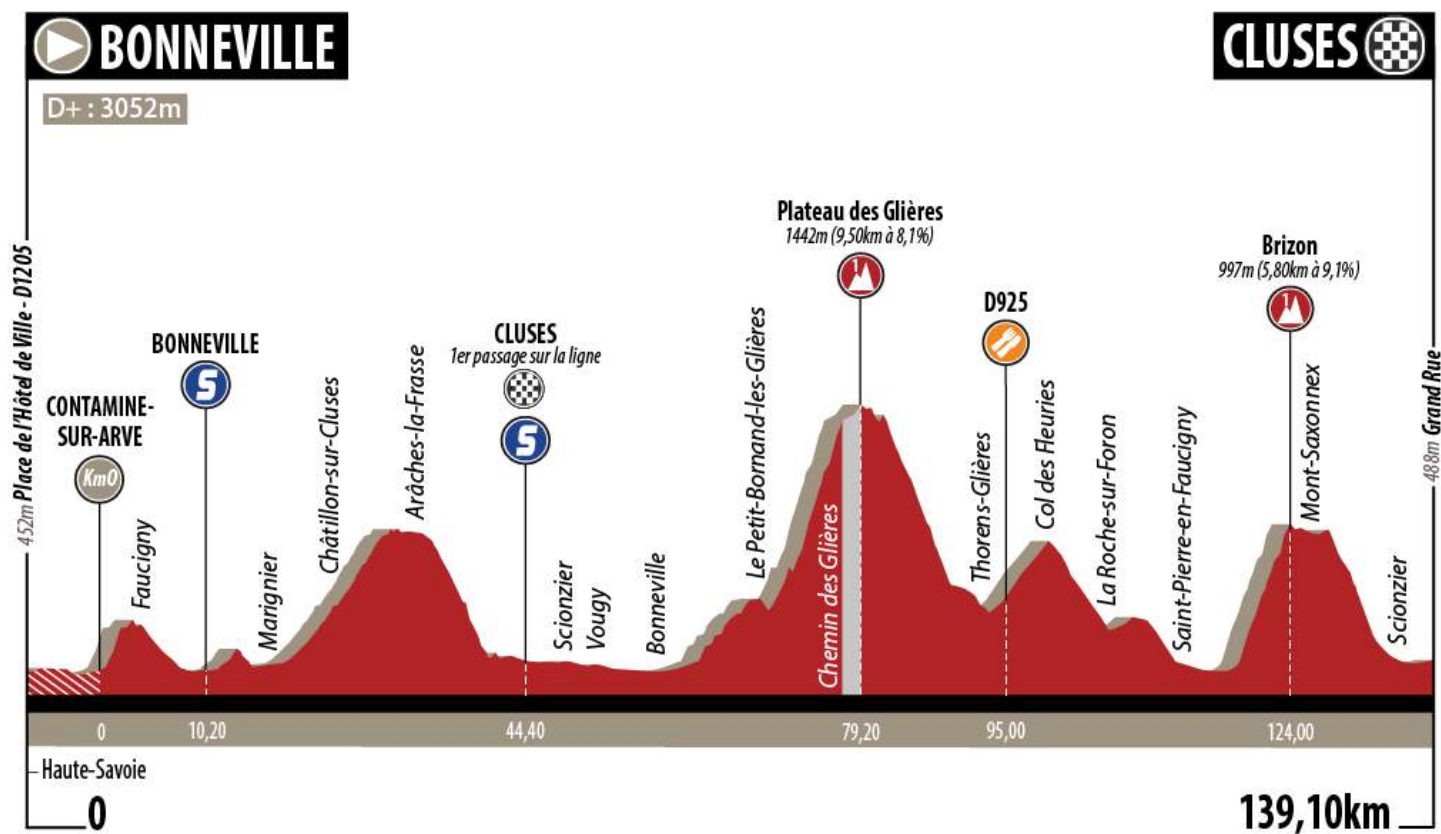 BONNEVILLE
CLUSES
D+ : 3052m
452m Place de l'Hôtel de Ville - D1205
CONTAMINE-
SUR-ARVE
Km0
Faucigny
BONNEVILLE
S
Marignier
Châtillon-sur-Cluses
Arâches-la-Frasse
CLUSES
1er passage sur la ligne
S
Scionzier
Vougy
Bonneville
Le Petit-Bornand-les-Glières
Plateau des Glières
1442m (9,50km à 8,1%)
1
Chemin des Glières
Thorens-Glières
D925
Col des Fleuries
La Roche-sur-Foron
Saint-Pierre-en-Faucigny
Brizon
997m (5,80km à 9,1%)
1
Mont-Saxonnex
Scionzier
488m Grand Rue
0
10,20
44,40
79,20
95,00
124,00
Haute-Savoie
0
139,10km